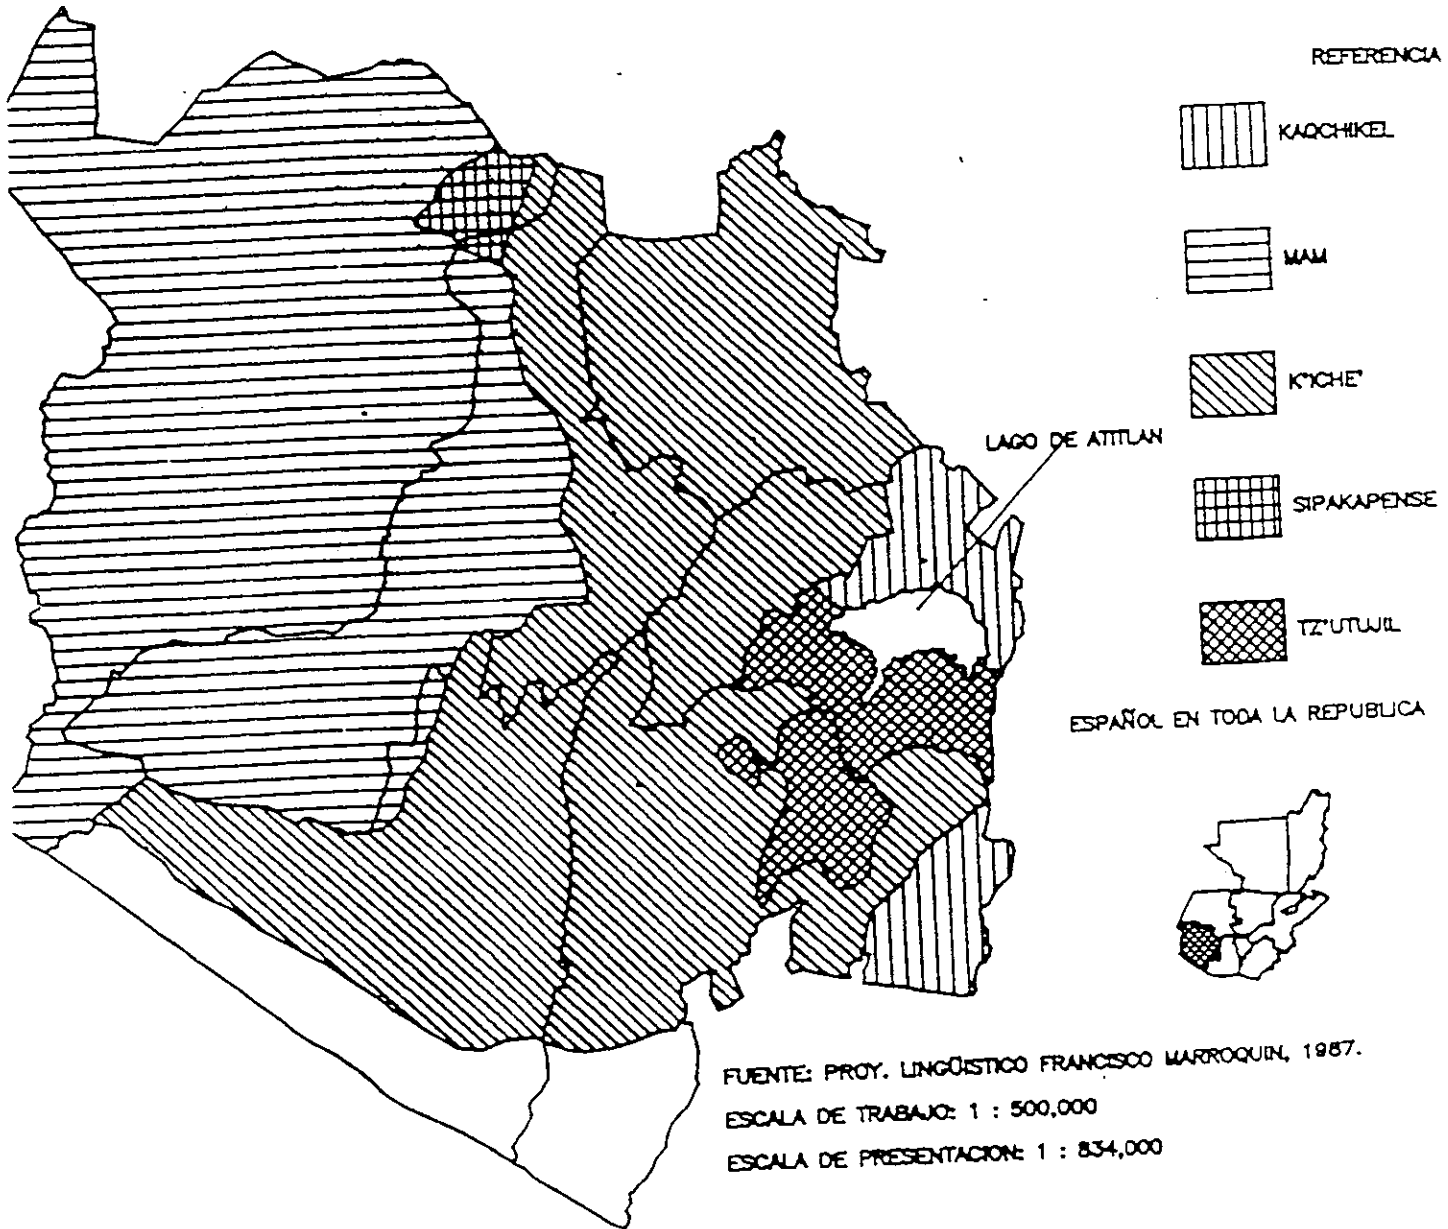 REFERENCIA
KAQCHIKEL
MAM
K'ICHE'
LAGO DE ATITLAN
SIPAKAPENSE
TZ'UTUJIL
ESPAÑOL EN TODA LA REPUBLICA
FUENTE: PROY. LINGÜISTICO FRANCISCO MARROQUIN, 1987.
ESCALA DE TRABAJO: 1 : 500,000
ESCALA DE PRESENTACION: 1 : 834,000